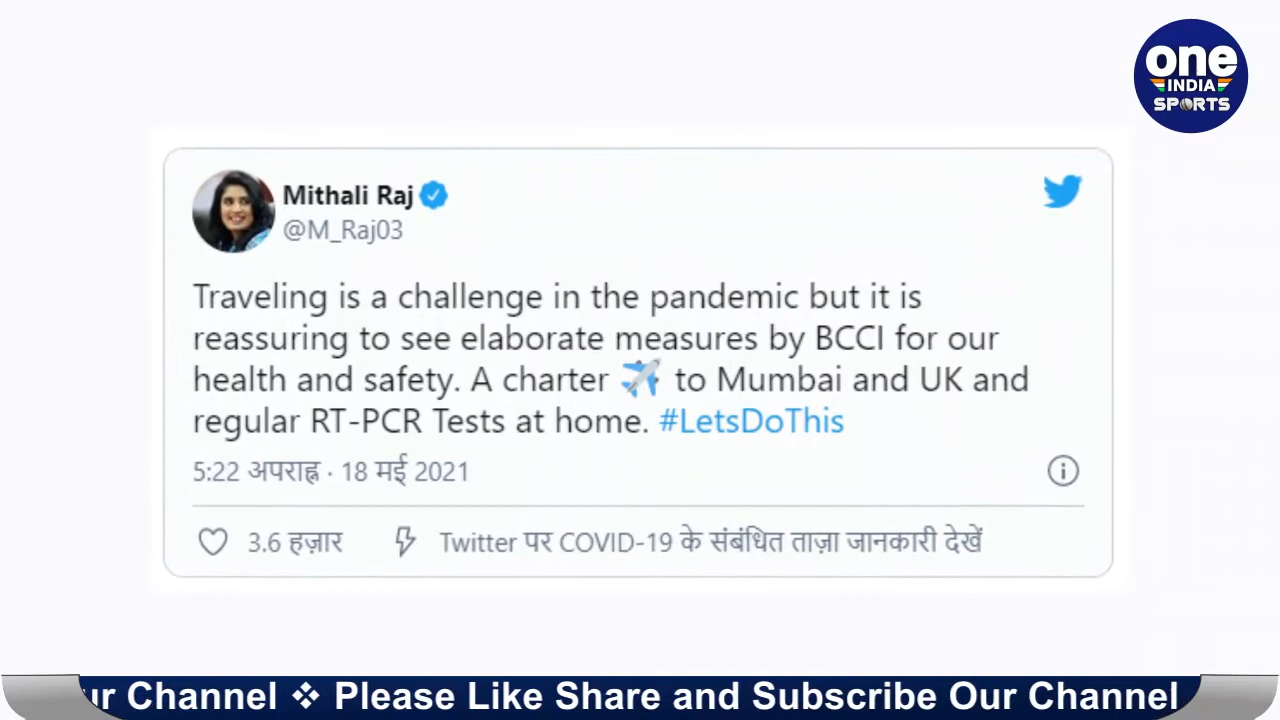 one
INDIA
SPORTS
Mithali Raj
@M_Raj03
Traveling is a challenge in the pandemic but it is
reassuring to see elaborate measures by BCCI for our
health and safety. A charter ✈️ to Mumbai and UK and
regular RT-PCR Tests at home. #LetsDoThis
5:22 अपराह्न · 18 मई 2021
3.6 हज़ार
Twitter पर COVID-19 के संबंधित ताज़ा जानकारी देखें
ur Channel ❖ Please Like Share and Subscribe Our Channel